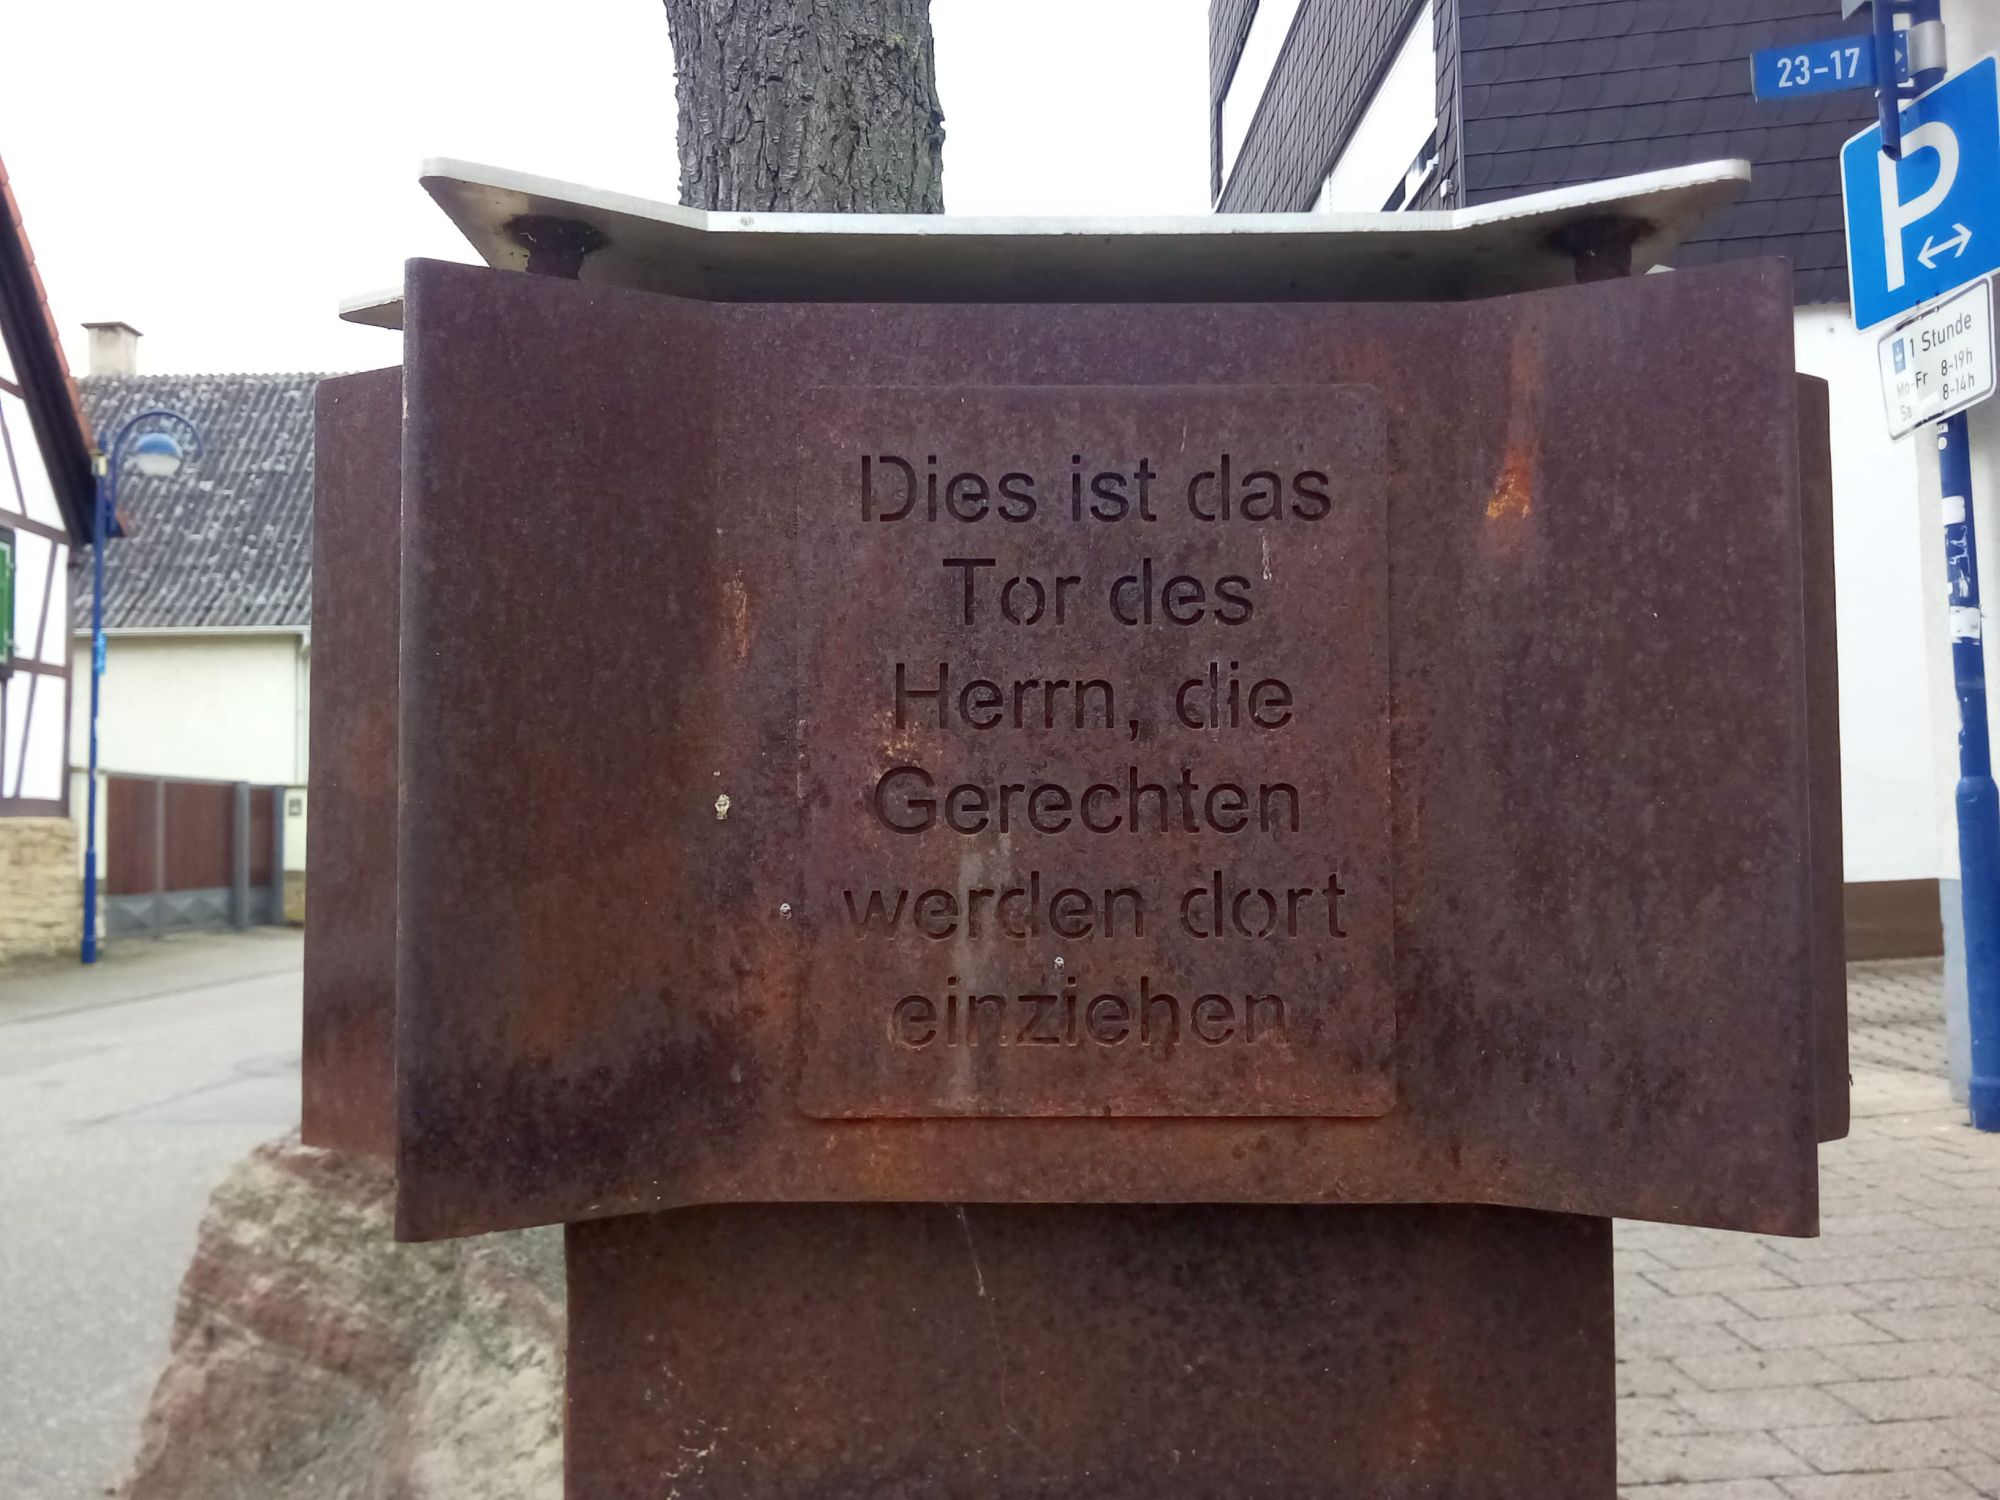 Dies ist das
Tor des
Herrn, die
Gerechten
werden dort
einziehen
23-17
P
1 Stunde
Mo-Fr 8-19h
Sa 8-14h